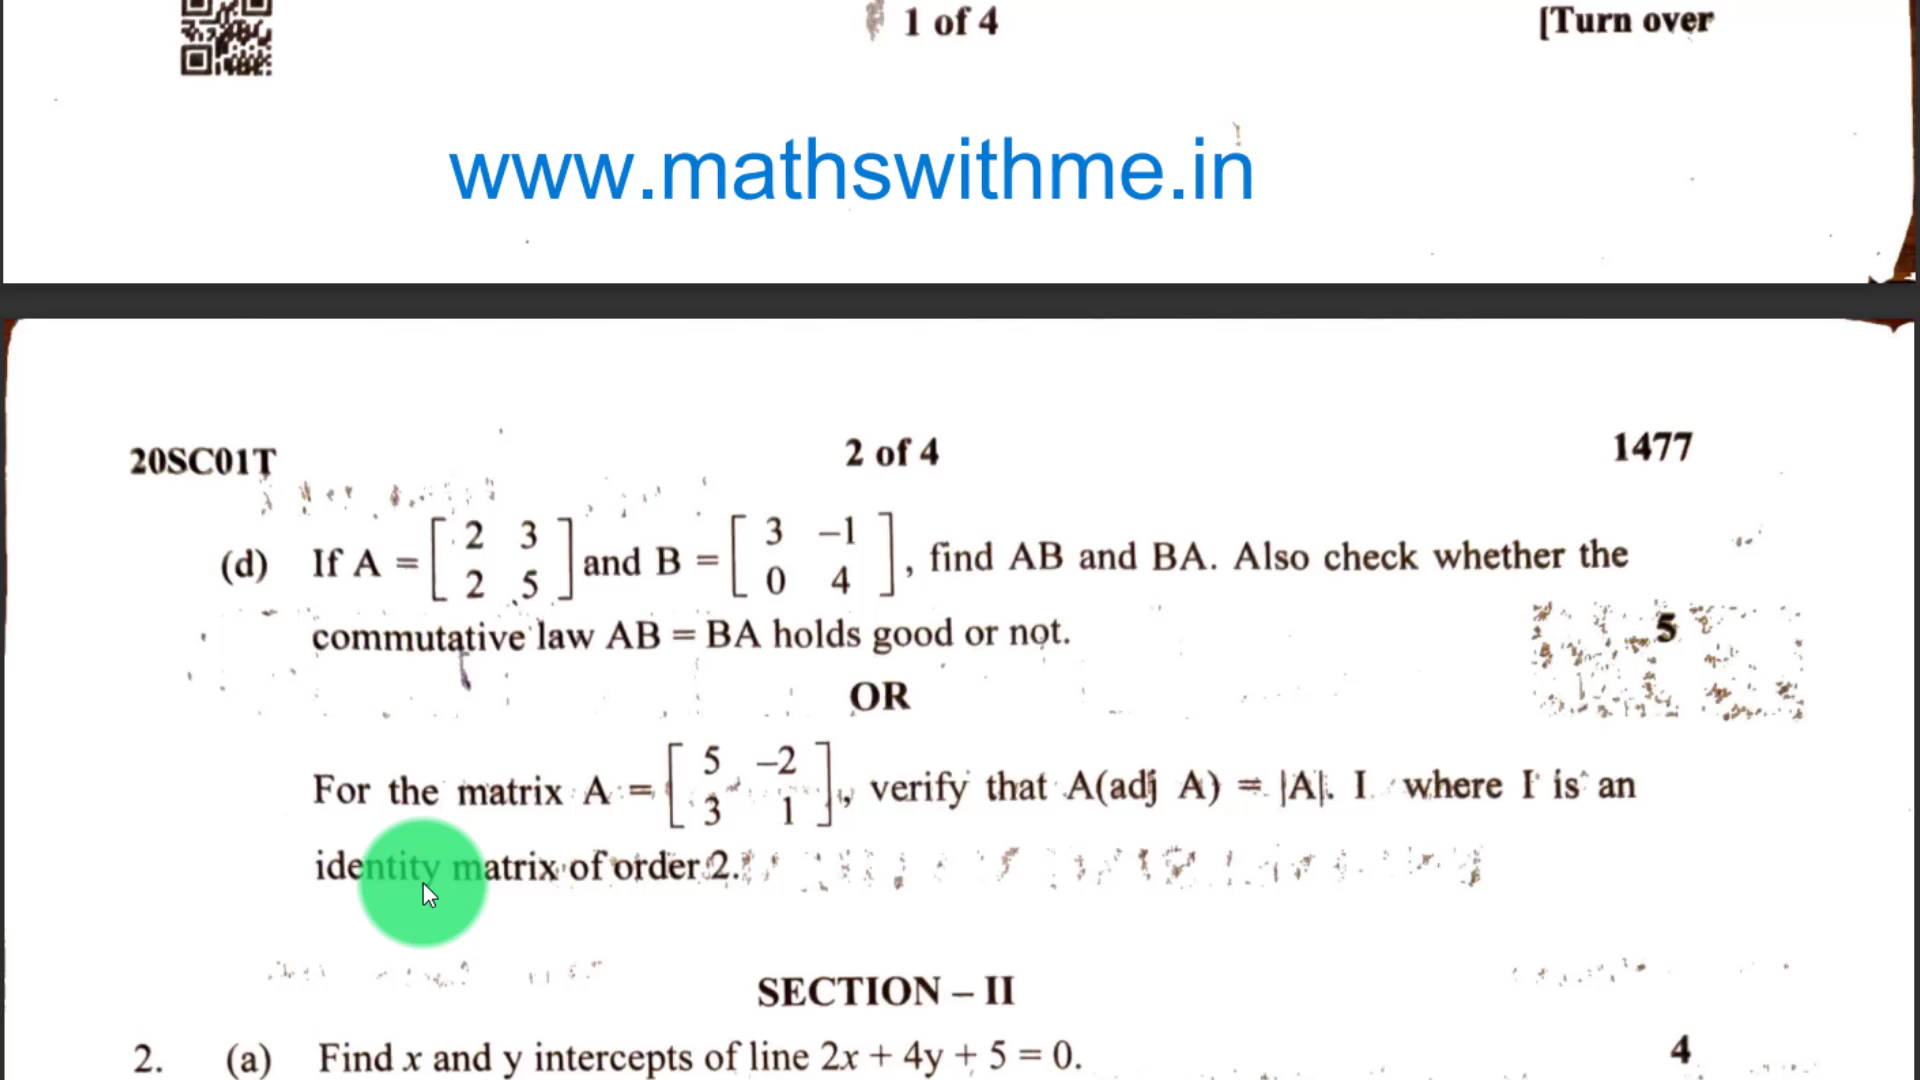 1 of 4
[Turn over
www.mathswithme.in
20SC01T
2 of 4
1477
(d) If A = [ 2 3 ] and B = [ 3 −1 ], find AB and BA. Also check whether the
2 5 0 4
commutative law AB = BA holds good or not.
5
OR
For the matrix A = [ 5 −2 ], verify that A(adj A) = |A|. I where I is an
3 1
identity matrix of order 2.
SECTION – II
2. (a) Find x and y intercepts of line 2x + 4y + 5 = 0.
4